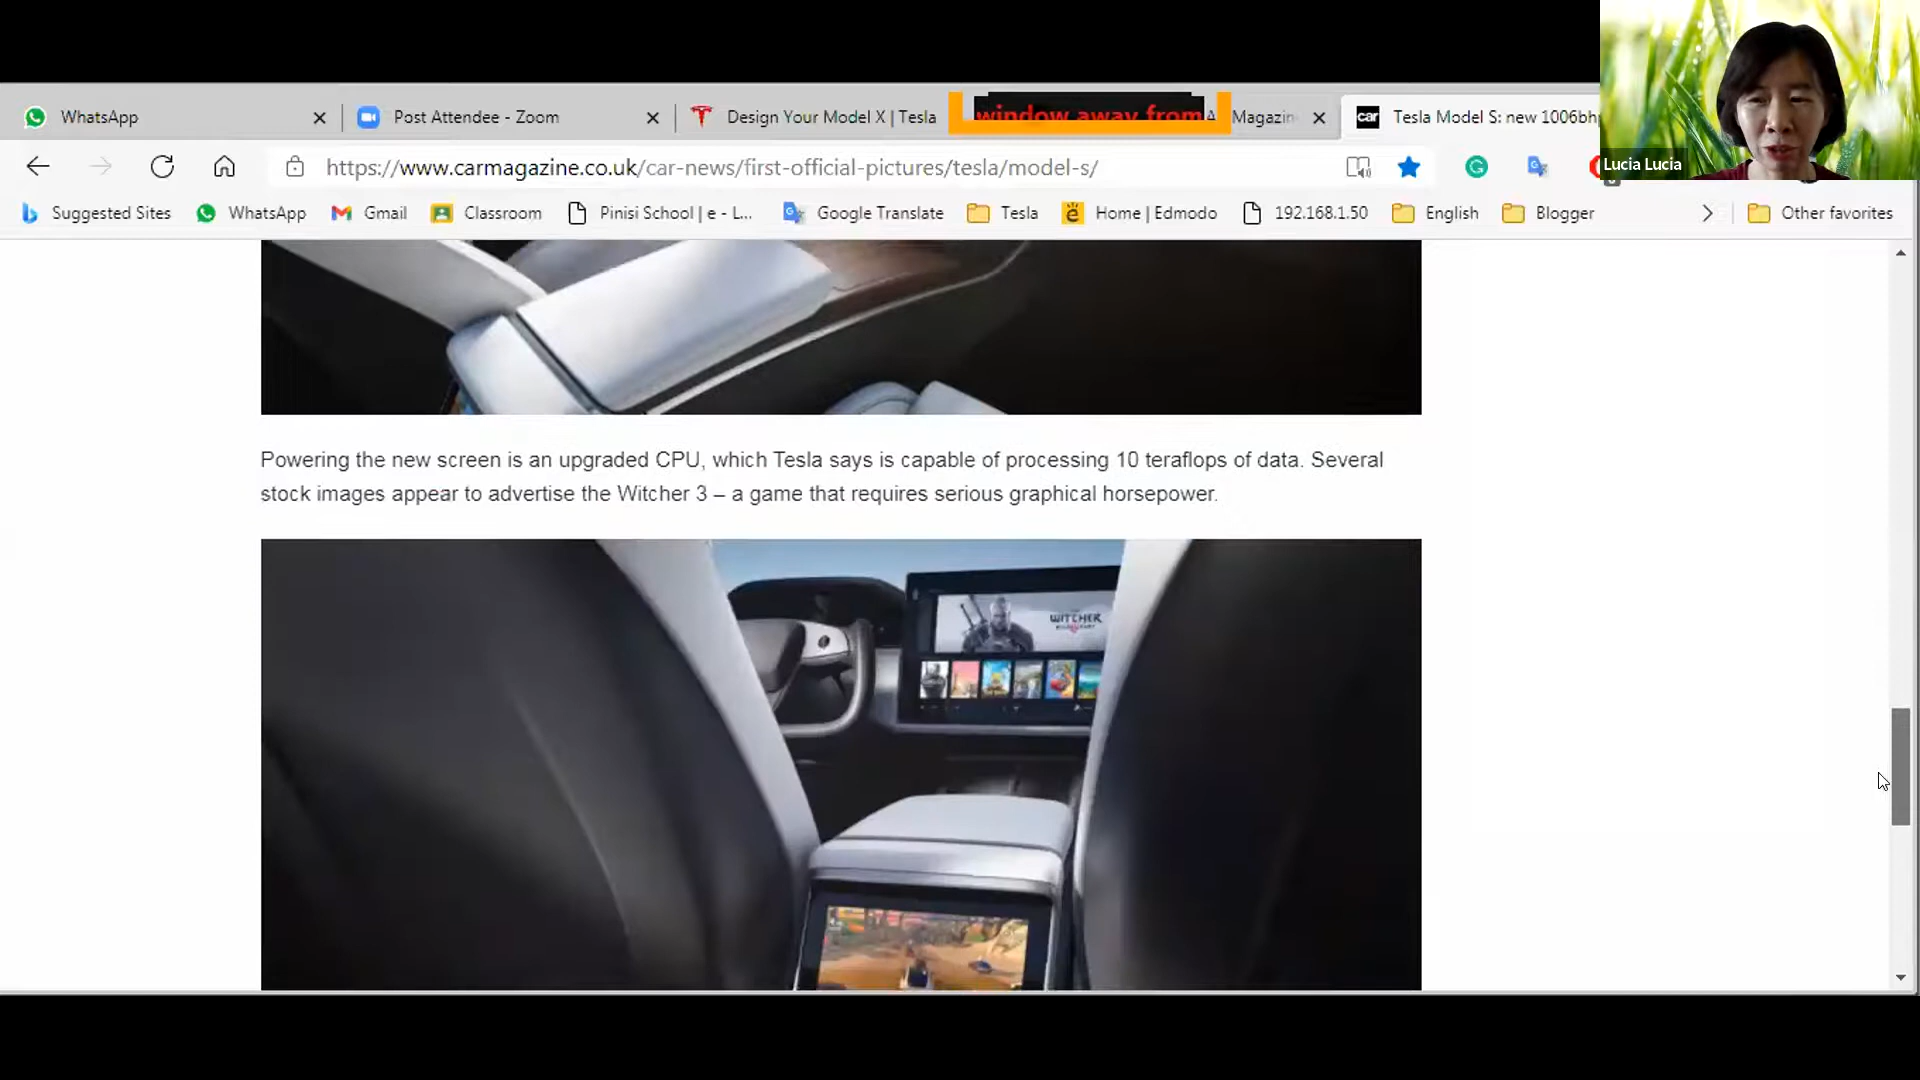 WhatsApp
Post Attendee - Zoom
Design Your Model X | Tesla
window away from
Magazin
car
Tesla Model S: new 1006bhp
Lucia Lucia
https://www.carmagazine.co.uk/car-news/first-official-pictures/tesla/model-s/
Suggested Sites
WhatsApp
Gmail
Classroom
Pinisi School | e - L...
Google Translate
Tesla
Home | Edmodo
192.168.1.50
English
Blogger
Other favorites
Powering the new screen is an upgraded CPU, which Tesla says is capable of processing 10 teraflops of data. Several
stock images appear to advertise the Witcher 3 – a game that requires serious graphical horsepower.
WITCHER